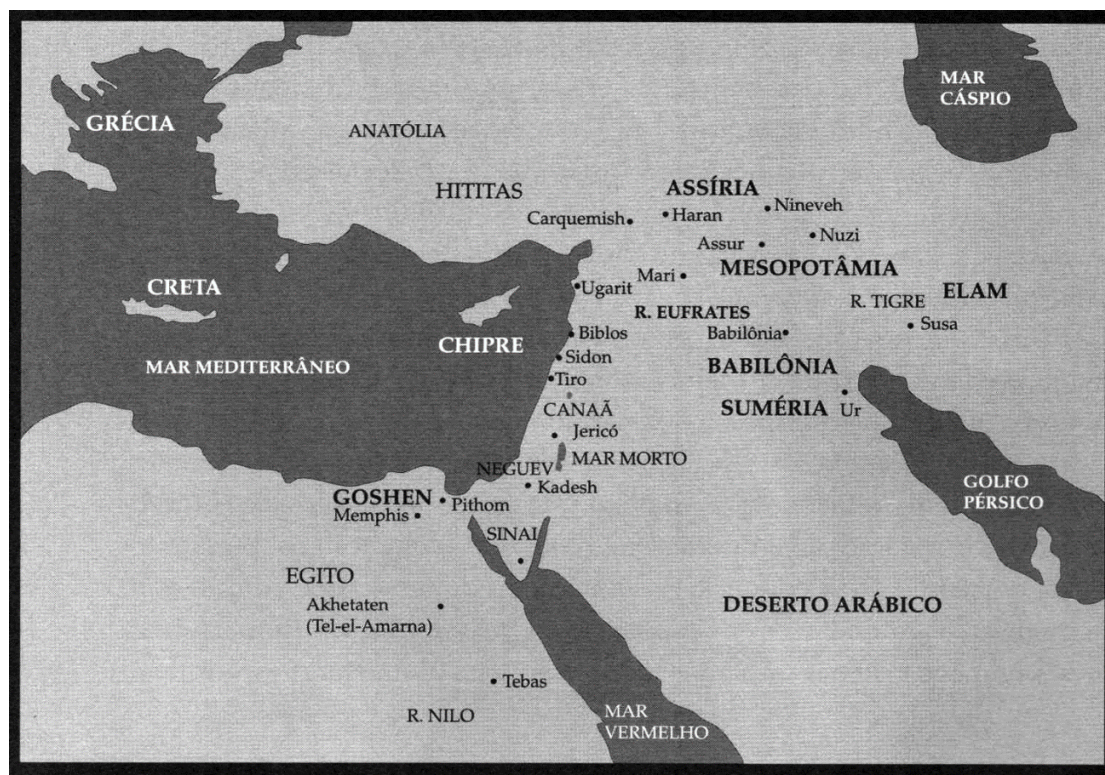 MAR
CÁSPIO
GRÉCIA
ANATÓLIA
HITITAS
ASSÍRIA
Carquemish
Haran
Nineveh
Assur
Nuzi
MESOPOTÂMIA
Mari
CRETA
Ugarit
R. EUFRATES
R. TIGRE
ELAM
Susa
Babilônia
Biblos
CHIPRE
Sidon
BABILÔNIA
MAR MEDITERRÂNEO
Tiro
CANAÃ
SUMÉRIA
Ur
Jericó
MAR MORTO
NEGUEV
Kadesh
GOLFO
PÉRSICO
GOSHEN
Pithom
Memphis
SINAI
EGITO
Akhetaten
(Tel-el-Amarna)
DESERTO ARÁBICO
Tebas
R. NILO
MAR
VERMELHO